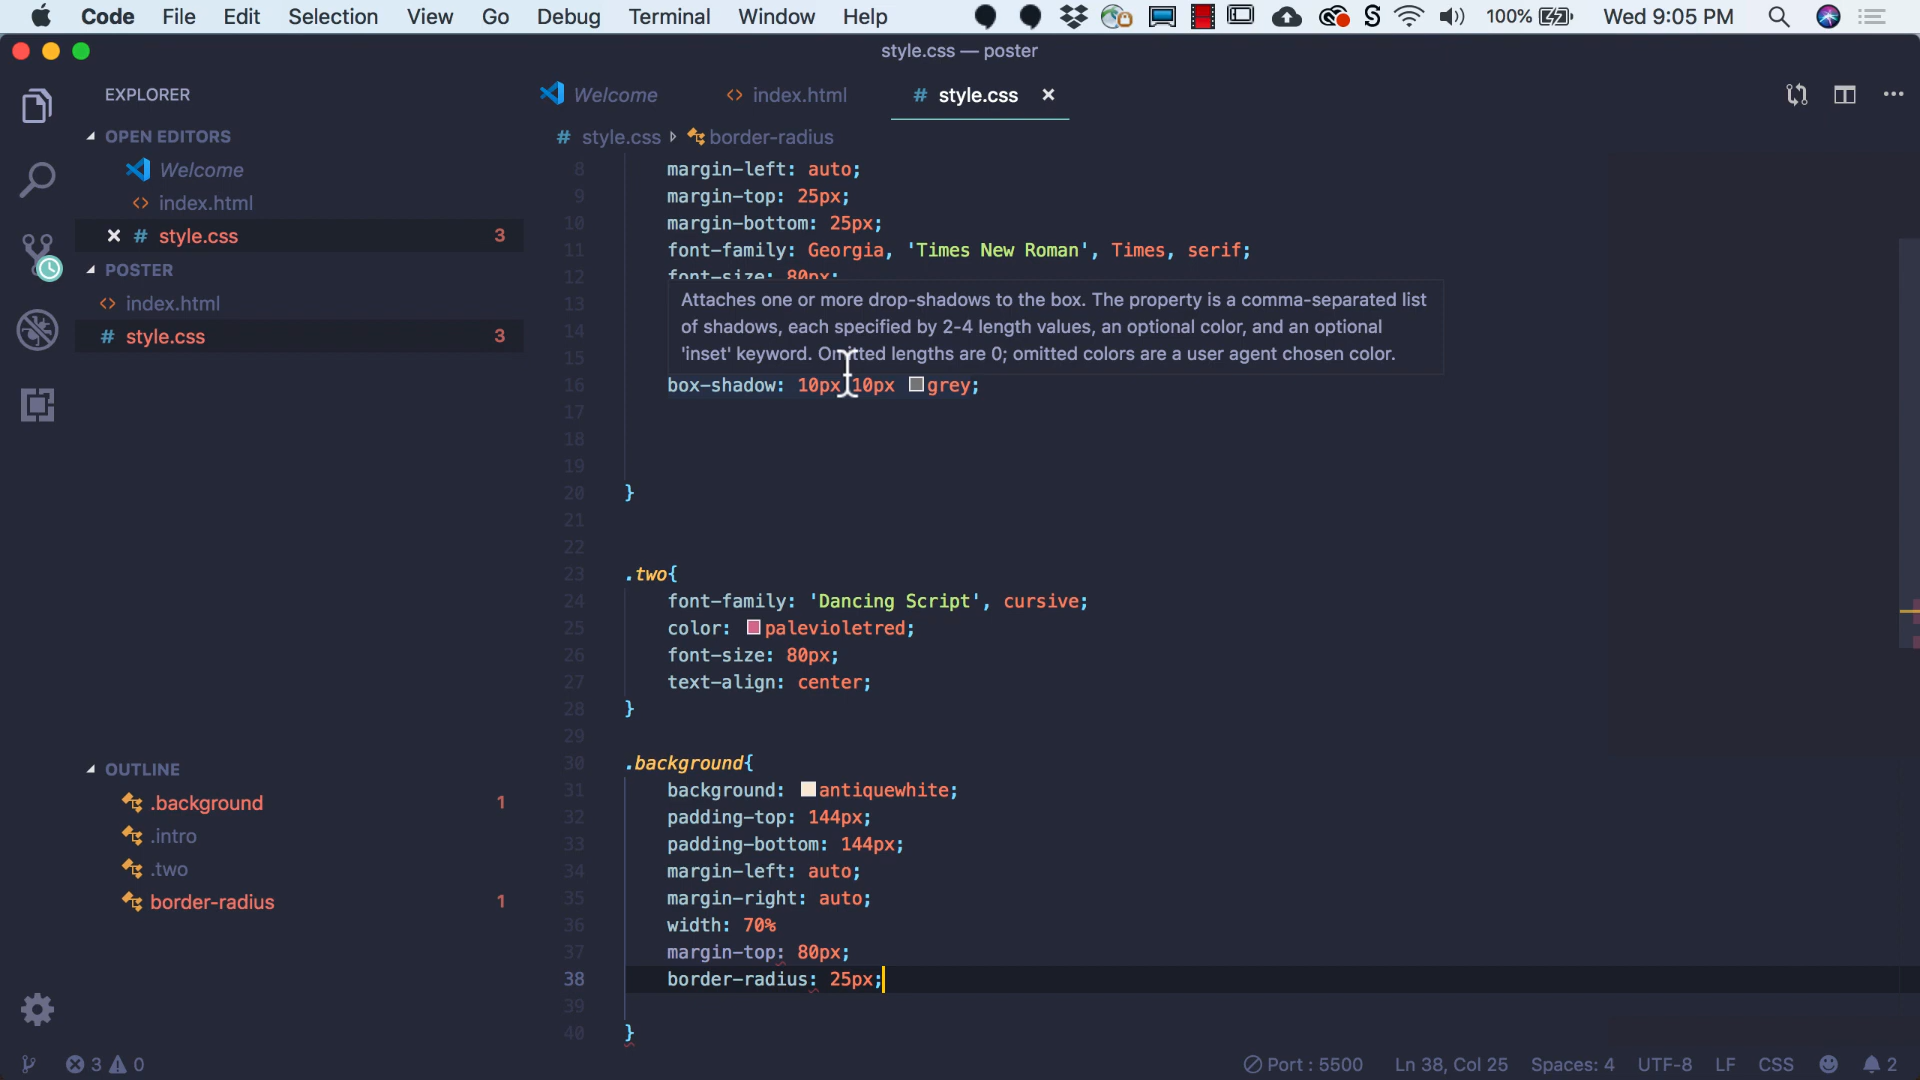 Code File Edit Selection View Go Debug Terminal Window Help S 100% Wed 9:05 PM
style.css — poster
EXPLORER
OPEN EDITORS
Welcome
index.html
× # style.css 3
POSTER
<> index.html
# style.css 3
OUTLINE
.background 1
.intro
.two
border-radius 1
Welcome <> index.html # style.css ×
# style.css border-radius
8 margin-left: auto;
9 margin-top: 25px;
10 margin-bottom: 25px;
11 font-family: Georgia, 'Times New Roman', Times, serif;
12 font-size: 80px;
13
14
15
Attaches one or more drop-shadows to the box. The property is a comma-separated list
of shadows, each specified by 2-4 length values, an optional color, and an optional
'inset' keyword. Omitted lengths are 0; omitted colors are a user agent chosen color.
16 box-shadow: 10px 10px grey;
17
18
19
20 }
21
22
23 .two{
24 font-family: 'Dancing Script', cursive;
25 color: palevioletred;
26 font-size: 80px;
27 text-align: center;
28 }
29
30 .background{
31 background: antiquewhite;
32 padding-top: 144px;
33 padding-bottom: 144px;
34 margin-left: auto;
35 margin-right: auto;
36 width: 70%
37 margin-top: 80px;
38 border-radius: 25px;
39
40 }
3 0 Port : 5500 Ln 38, Col 25 Spaces: 4 UTF-8 LF CSS 2